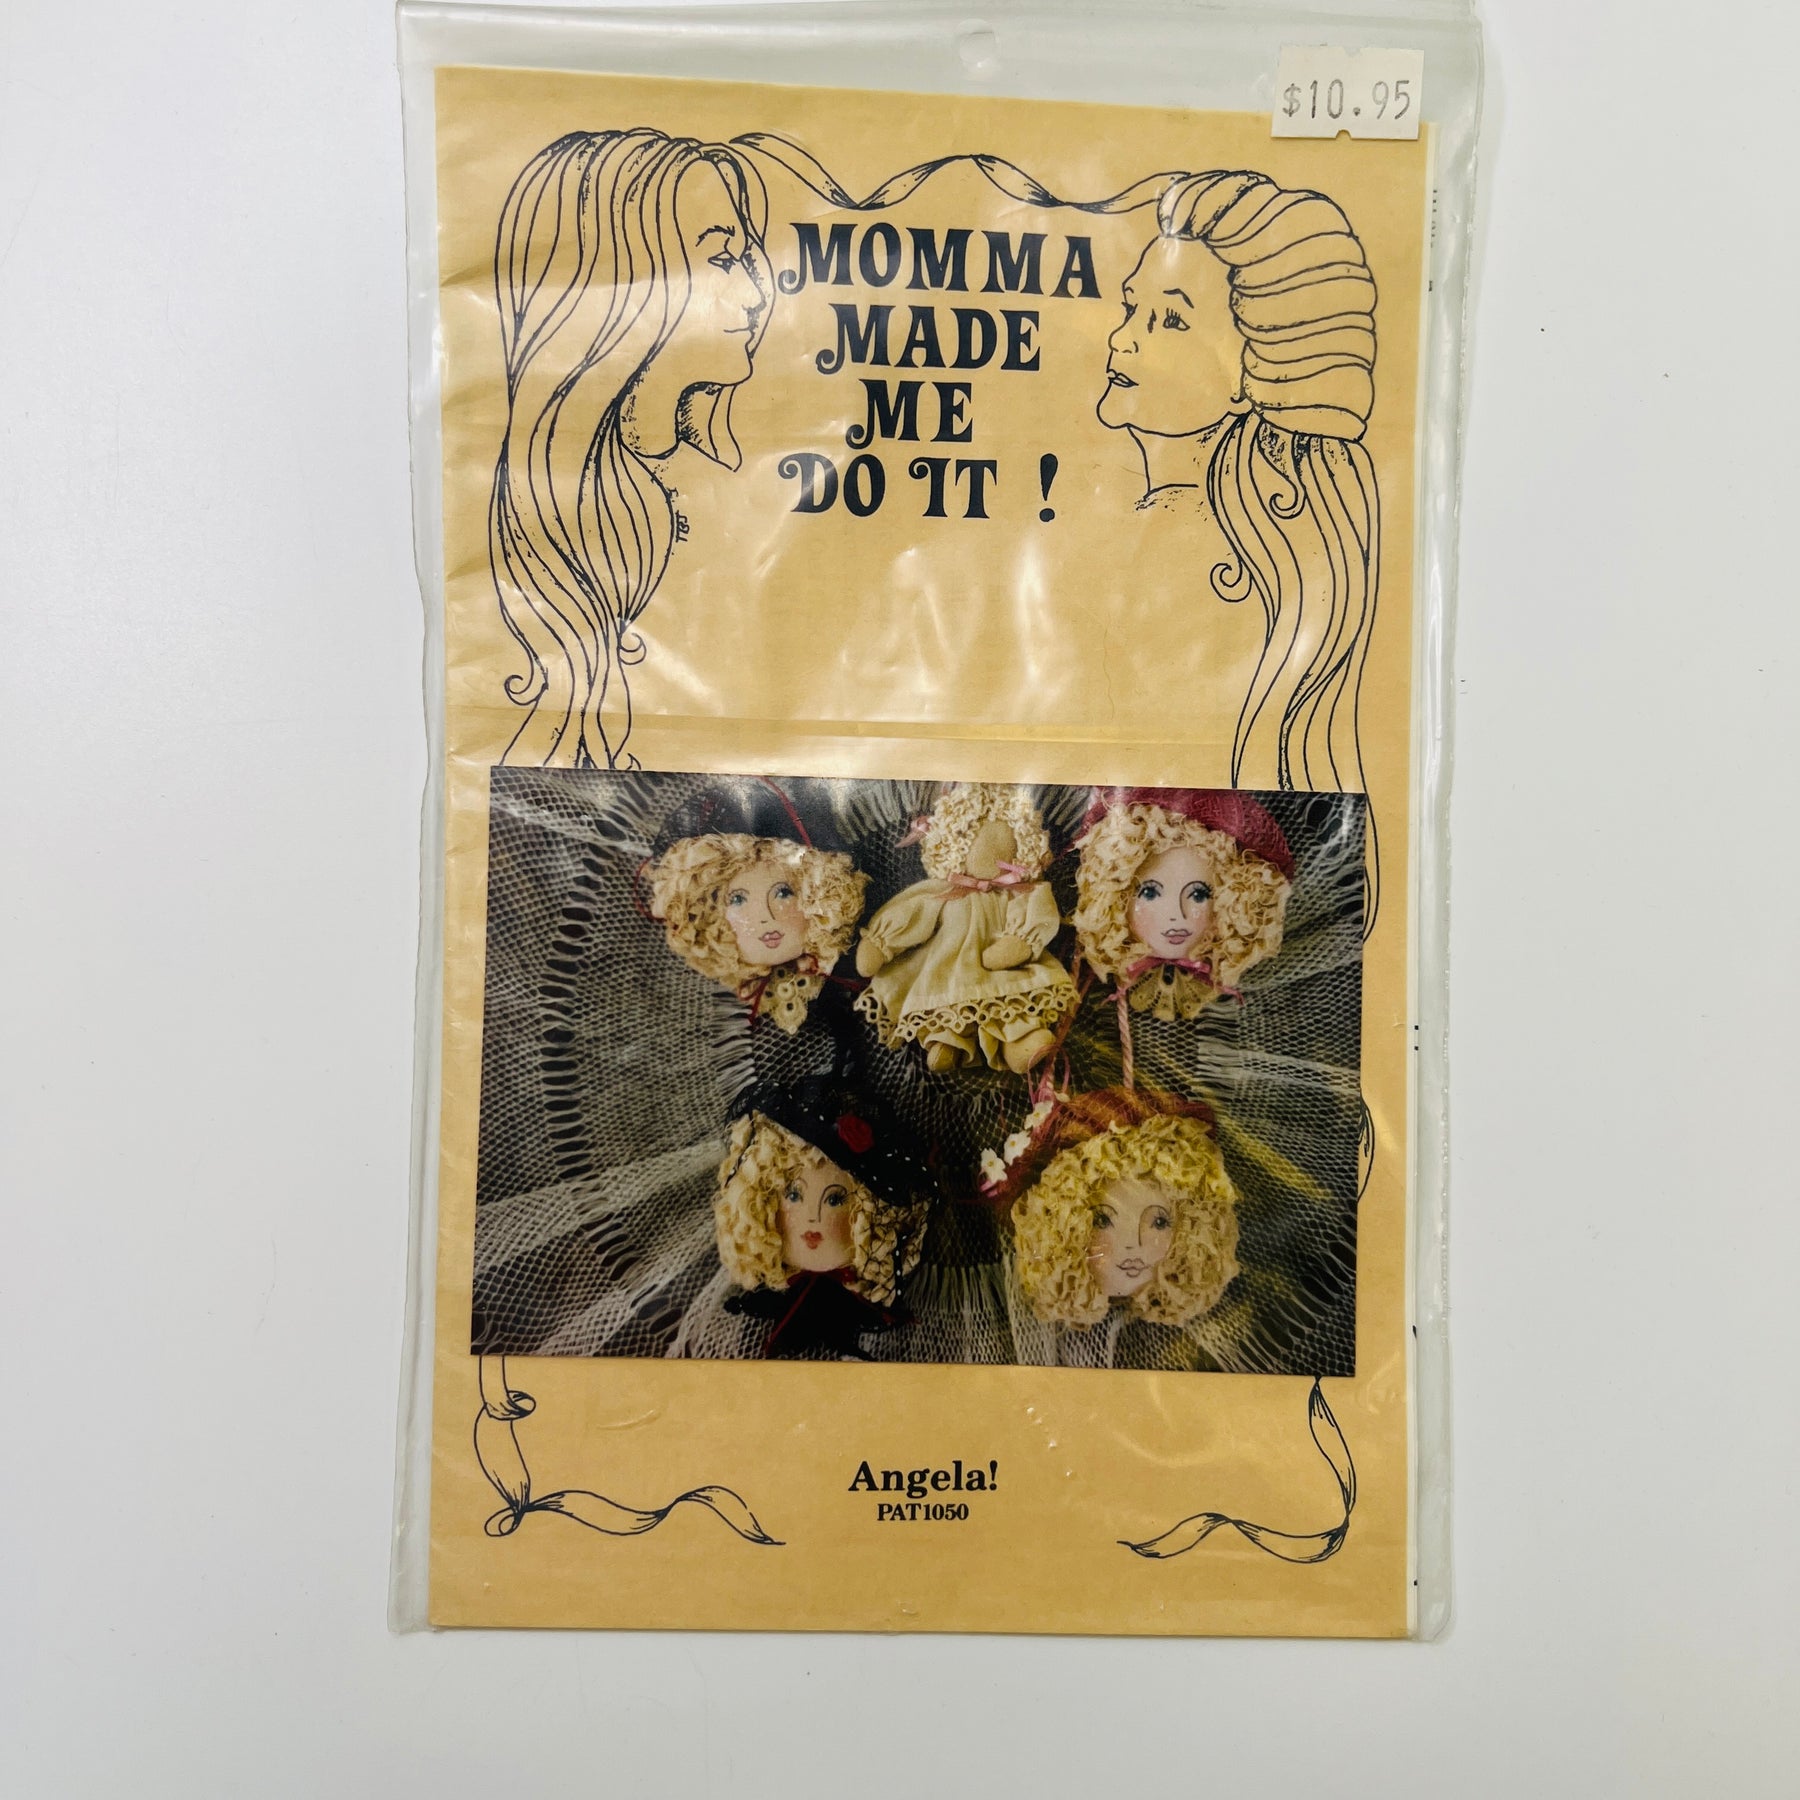 $10.95
MOMMA
MADE
ME
DO IT !
Angela!
PAT1050